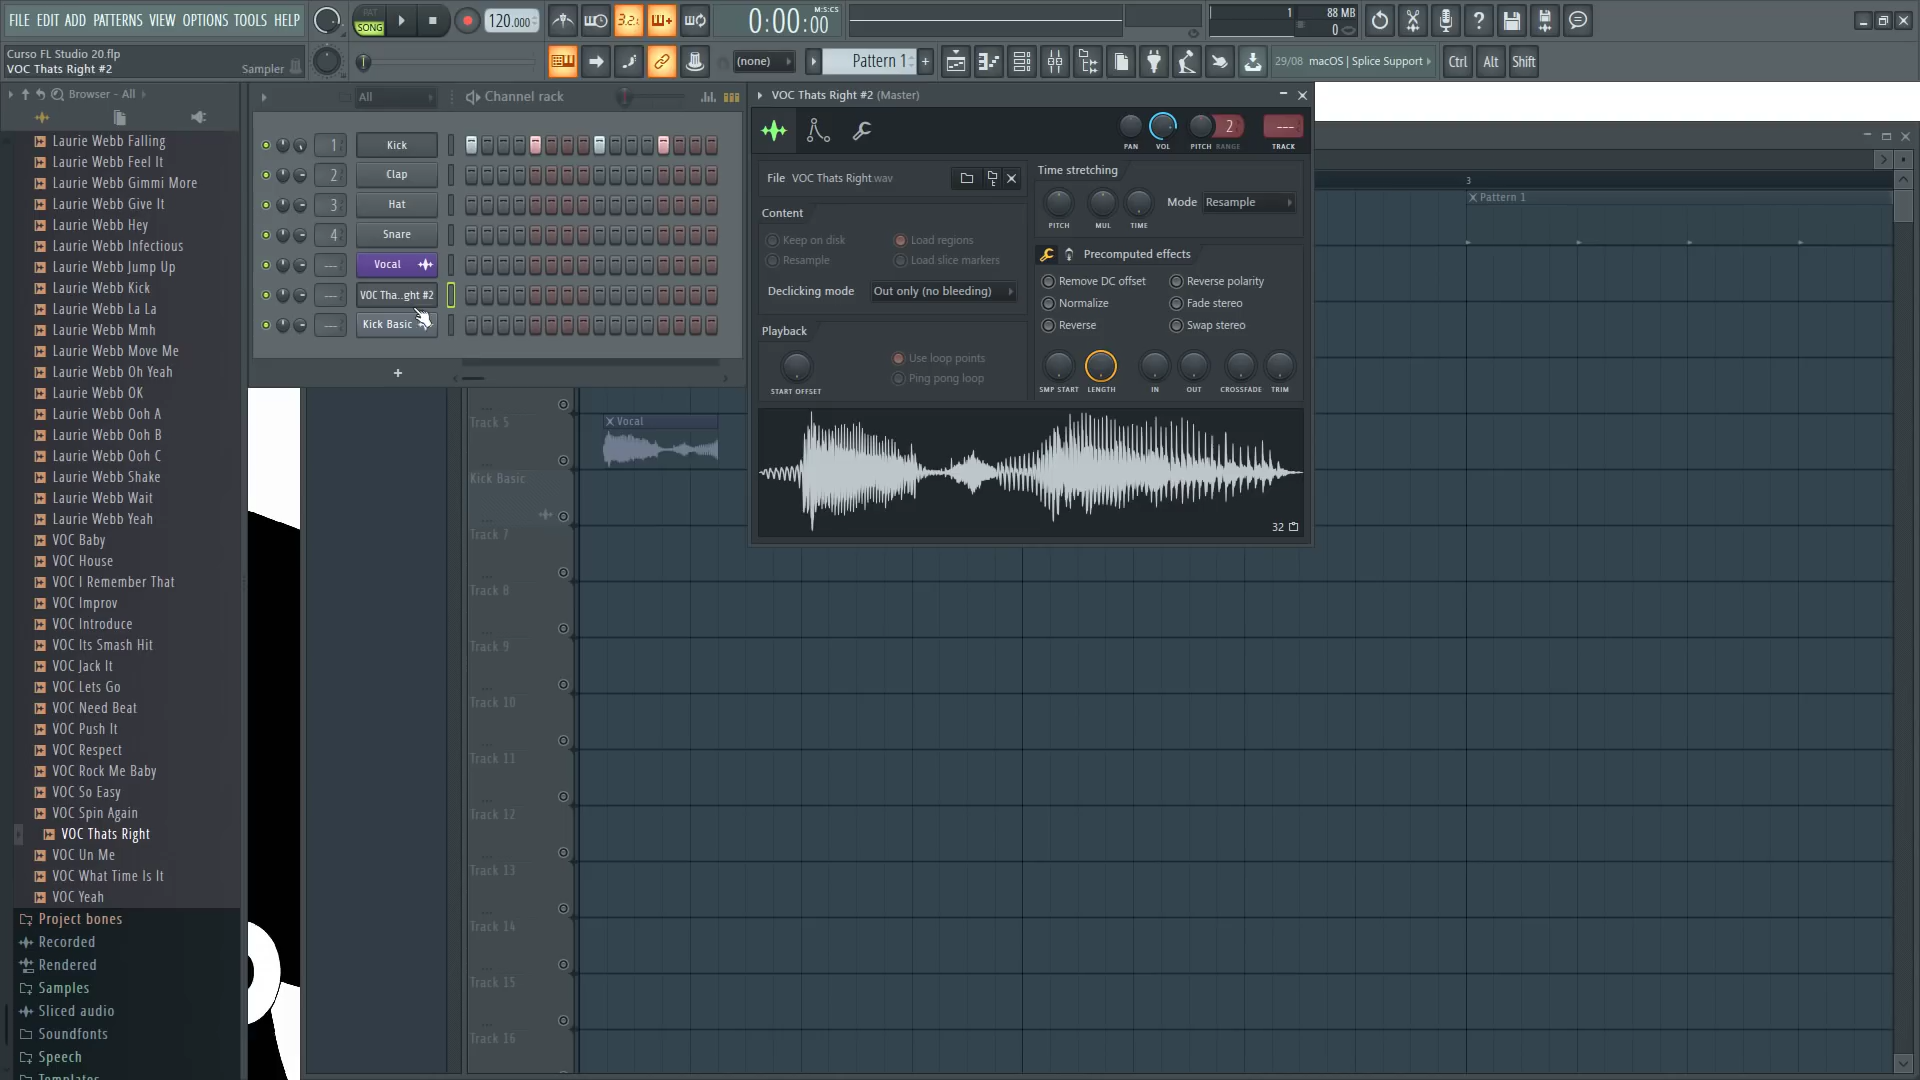 FILE EDIT ADD PATTERNS VIEW OPTIONS TOOLS HELP
PAT
SONG
120.000
3.2.
0:00:00
M:S:CS
1
88 MB
0
Curso FL Studio 20.flp
VOC Thats Right #2
Sampler
(none)
Pattern 1
+
29/08 macOS | Splice Support
Ctrl
Alt
Shift
Browser - All
All
Channel rack
VOC Thats Right #2 (Master)
Laurie Webb Falling
Laurie Webb Feel It
Laurie Webb Gimmi More
Laurie Webb Give It
Laurie Webb Hey
Laurie Webb Infectious
Laurie Webb Jump Up
Laurie Webb Kick
Laurie Webb La La
Laurie Webb Mmh
Laurie Webb Move Me
Laurie Webb Oh Yeah
Laurie Webb OK
Laurie Webb Ooh A
Laurie Webb Ooh B
Laurie Webb Ooh C
Laurie Webb Shake
Laurie Webb Wait
Laurie Webb Yeah
VOC Baby
VOC House
VOC I Remember That
VOC Improv
VOC Introduce
VOC Its Smash Hit
VOC Jack It
VOC Lets Go
VOC Need Beat
VOC Push It
VOC Respect
VOC Rock Me Baby
VOC So Easy
VOC Spin Again
VOC Thats Right
VOC Un Me
VOC What Time Is It
VOC Yeah
Project bones
Recorded
Rendered
Samples
Sliced audio
Soundfonts
Speech
Templates
1 Kick
2 Clap
3 Hat
4 Snare
--- Vocal
--- VOC Tha..ght #2
--- Kick Basic
+
PAN VOL PITCH RANGE TRACK
2
---
File VOC Thats Right.wav
Content
Keep on disk
Load regions
Resample
Load slice markers
Declicking mode
Out only (no bleeding)
Playback
Use loop points
Ping pong loop
START OFFSET
Time stretching
PITCH MUL TIME
Mode Resample
Precomputed effects
Remove DC offset
Reverse polarity
Normalize
Fade stereo
Reverse
Swap stereo
SMP START LENGTH IN OUT CROSSFADE TRIM
32
3
Pattern 1
Track 5
Vocal
Kick Basic
Track 7
Track 8
Track 9
Track 10
Track 11
Track 12
Track 13
Track 14
Track 15
Track 16